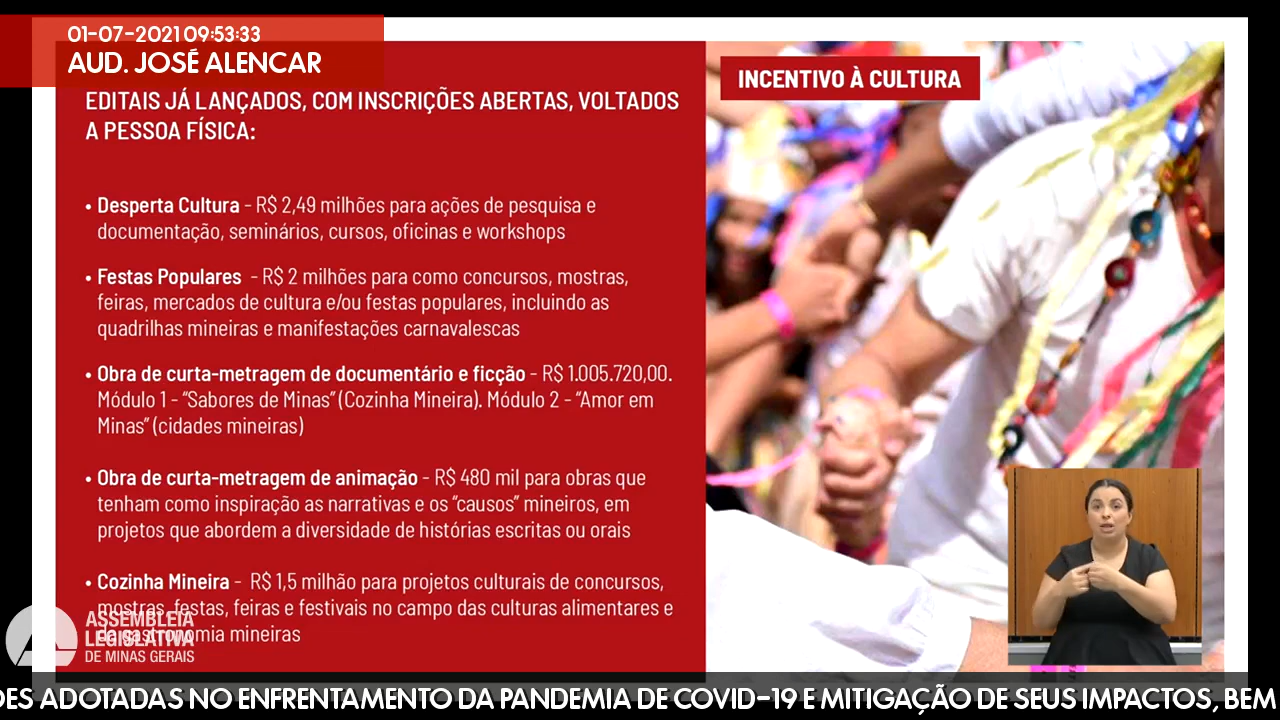 01-07-2021 09:53:33
AUD. JOSÉ ALENCAR
EDITAIS JÁ LANÇADOS, COM INSCRIÇÕES ABERTAS, VOLTADOS
A PESSOA FÍSICA:
• Desperta Cultura - R$ 2,49 milhões para ações de pesquisa e
documentação, seminários, cursos, oficinas e workshops
• Festas Populares - R$ 2 milhões para como concursos, mostras,
feiras, mercados de cultura e/ou festas populares, incluindo as
quadrilhas mineiras e manifestações carnavalescas
• Obra de curta-metragem de documentário e ficção - R$ 1.005.720,00.
Módulo 1 - “Sabores de Minas” (Cozinha Mineira). Módulo 2 - “Amor em
Minas” (cidades mineiras)
• Obra de curta-metragem de animação - R$ 480 mil para obras que
tenham como inspiração as narrativas e os “causos” mineiros, em
projetos que abordem a diversidade de histórias escritas ou orais
• Cozinha Mineira - R$ 1,5 milhão para projetos culturais de concursos,
mostras, festas, feiras e festivais no campo das culturas alimentares e
da gastronomia mineiras
INCENTIVO À CULTURA
ASSEMBLEIA
LEGISLATIVA
DE MINAS GERAIS
ADOTADAS NO ENFRENTAMENTO DA PANDEMIA DE COVID-19 E MITIGAÇÃO DE SEUS IMPACTOS, BEM